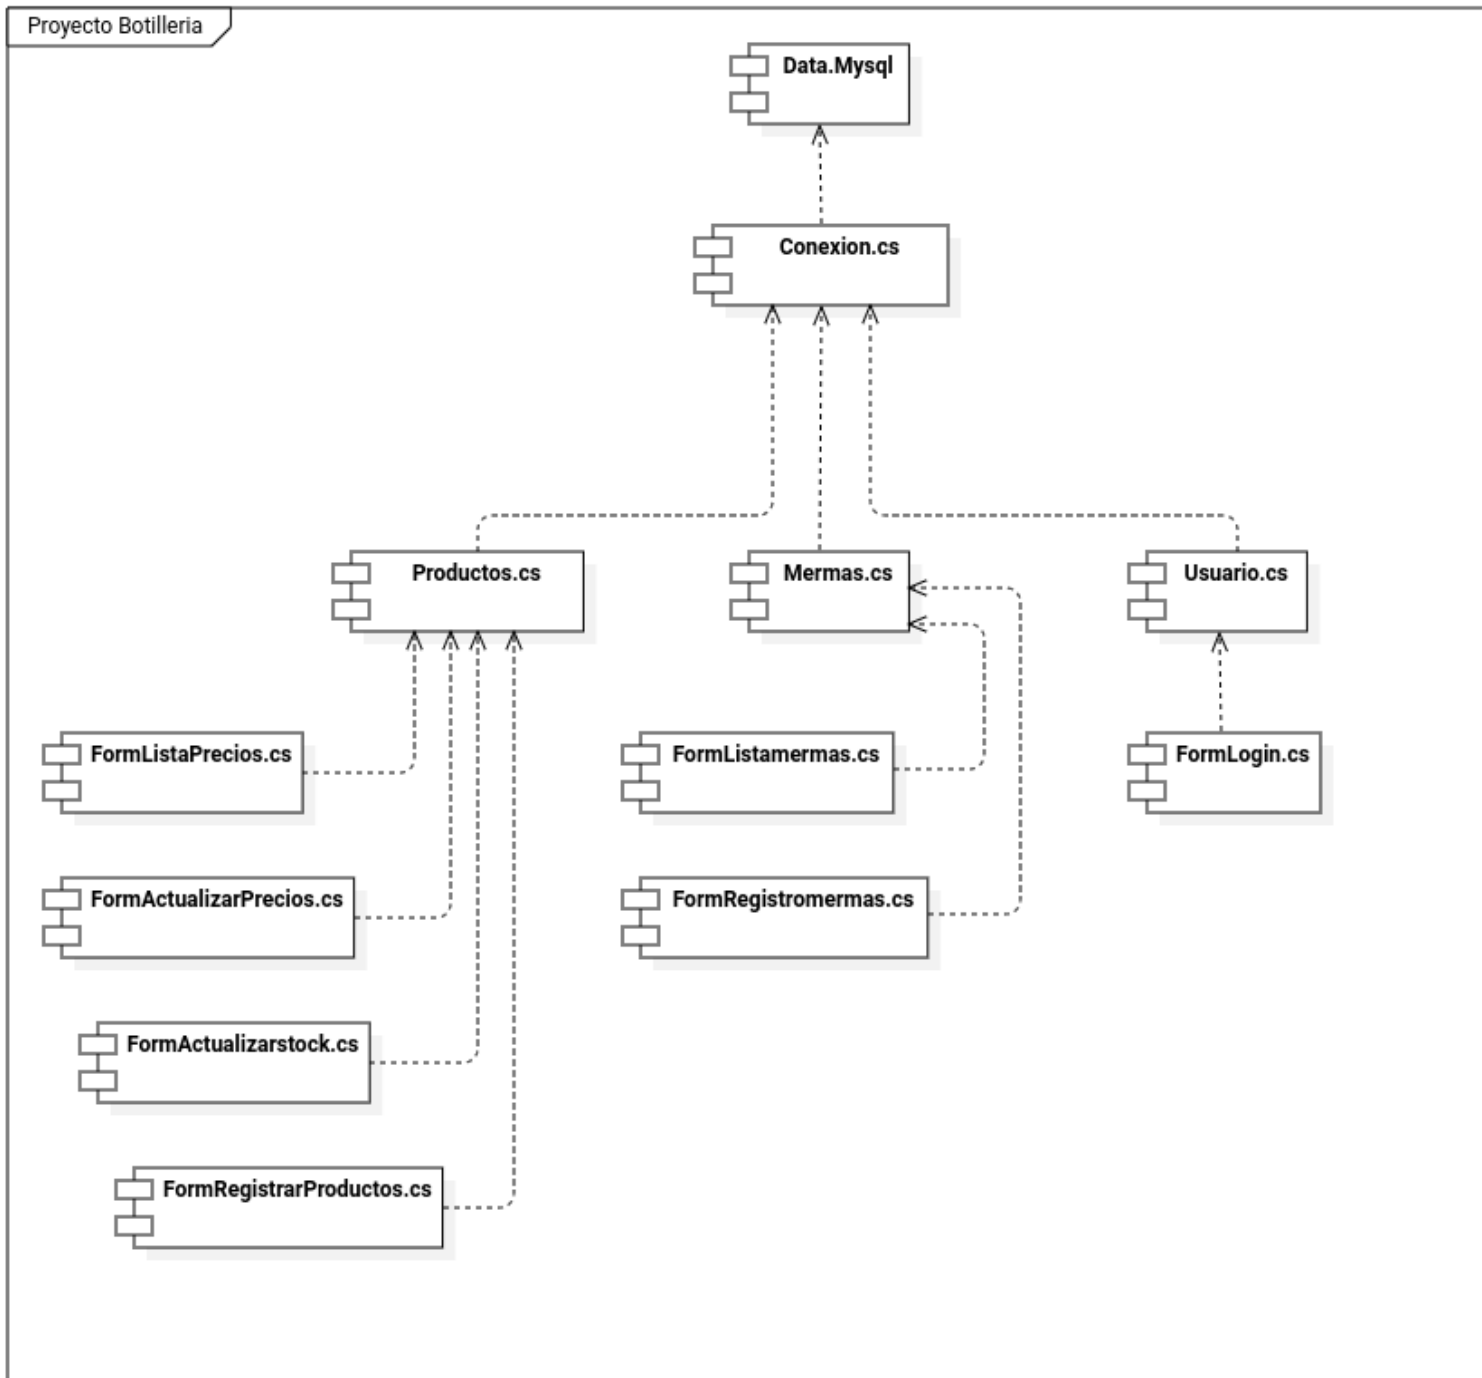 Proyecto Botilleria
Data.Mysql
Conexion.cs
Productos.cs
Mermas.cs
Usuario.cs
FormListaPrecios.cs
FormListamermas.cs
FormLogin.cs
FormActualizarPrecios.cs
FormRegistromermas.cs
FormActualizarstock.cs
FormRegistrarProductos.cs